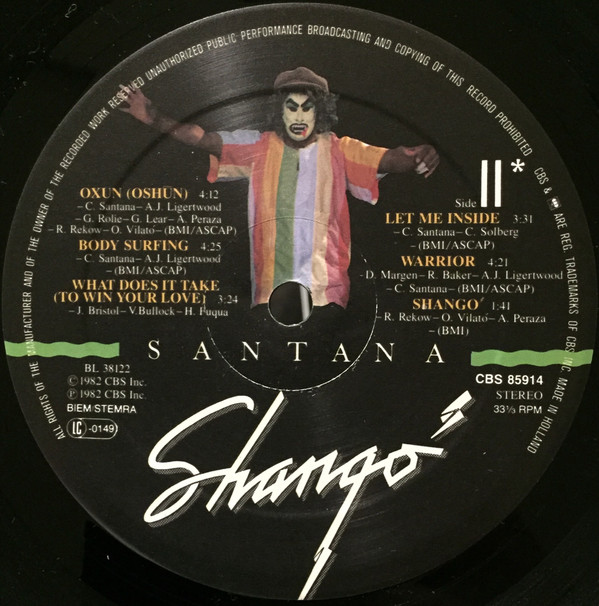 ALL RIGHTS OF THE MANUFACTURER AND OF THE OWNER OF THE RECORDED WORK RESERVED UNAUTHORIZED PUBLIC PERFORMANCE BROADCASTING AND COPYING OF THIS RECORD PROHIBITED. CBS & ARE REG. TRADEMARKS OF CBS INC. MADE IN HOLLAND
OXUN (OSHŪN) 4:12
–C. Santana–A.J. Ligertwood
–G. Rolie–G. Lear–A. Peraza
–R. Rekow–O. Vilató–(BMI/ASCAP)
BODY SURFING 4:25
–C. Santana–A.J. Ligertwood
–(BMI/ASCAP)
WHAT DOES IT TAKE
(TO WIN YOUR LOVE) 3:24
–J. Bristol–V.Bullock–H. Fuqua
Side II*
LET ME INSIDE 3:31
–C. Santana–C. Solberg
–(BMI/ASCAP)
WARRIOR 4:21
–D. Margen–R. Baker–A.J. Ligertwood
–C. Santana–(BMI/ASCAP)
SHANGO´ 1:41
–R. Rekow–O. Vilató–A. Peraza
–(BMI)
SANTANA
BL 38122
©1982 CBS Inc.
℗1982 CBS Inc.
BIEM/STEMRA
LC-0149
CBS 85914
STEREO
33⅓ RPM
Shangó